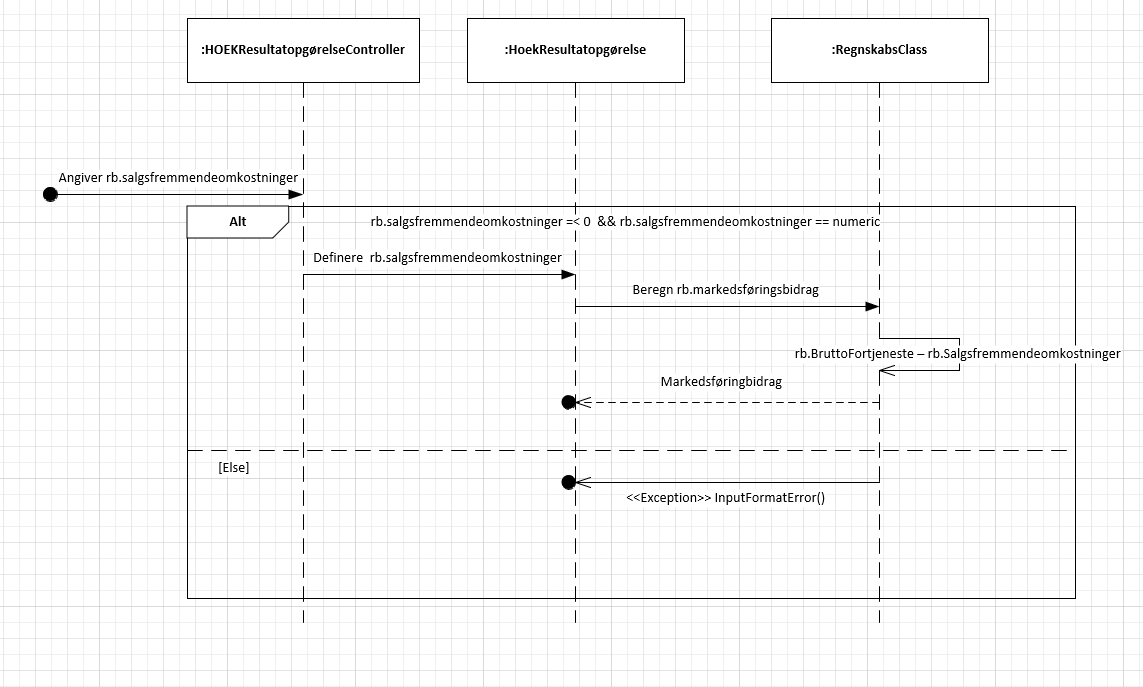 :HOEKResultatopgørelseController
:HoekResultatopgørelse
:RegnskabsClass
Angiver rb.salgsfremmendeomkostninger
Alt
rb.salgsfremmendeomkostninger =< 0 && rb.salgsfremmendeomkostninger == numeric
Definere rb.salgsfremmendeomkostninger
Beregn rb.markedsføringsbidrag
rb.BruttoFortjeneste – rb.Salgsfremmendeomkostninger
Markedsføringbidrag
[Else]
<<Exception>> InputFormatError()